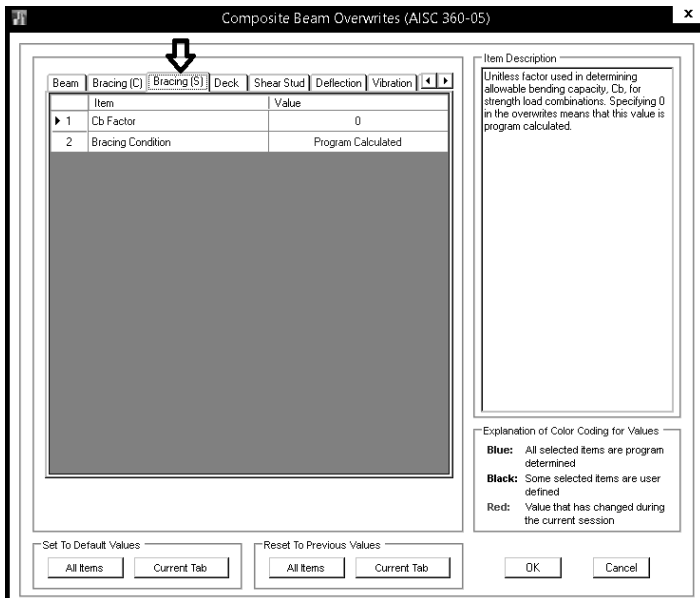 Composite Beam Overwrites (AISC 360-05)
x
Beam Bracing (C) Bracing (S) Deck Shear Stud Deflection Vibration
Item Value
1 Cb Factor 0
2 Bracing Condition Program Calculated
Item Description
Unitless factor used in determining
allowable bending capacity, Cb, for
strength load combinations. Specifying 0
in the overwrites means that this value is
program calculated.
Explanation of Color Coding for Values
Blue: All selected items are program
determined
Black: Some selected items are user
defined
Red: Value that has changed during
the current session
Set To Default Values
All Items Current Tab
Reset To Previous Values
All Items Current Tab
OK Cancel